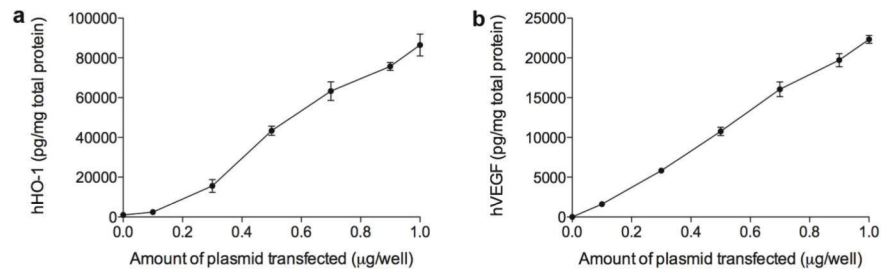 a
hHO-1 (pg/mg total protein)
100000
80000
60000
40000
20000
0
0.0 0.2 0.4 0.6 0.8 1.0
Amount of plasmid transfected (μg/well)
b
hVEGF (pg/mg total protein)
25000
20000
15000
10000
5000
0
0.0 0.2 0.4 0.6 0.8 1.0
Amount of plasmid transfected (μg/well)